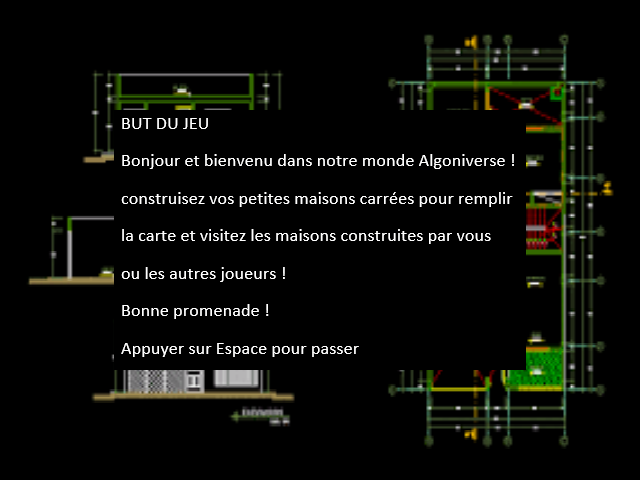 BUT DU JEU
Bonjour et bienvenu dans notre monde Algoniverse !
construisez vos petites maisons carrées pour remplir
la carte et visitez les maisons construites par vous
ou les autres joueurs !
Bonne promenade !
Appuyer sur Espace pour passer